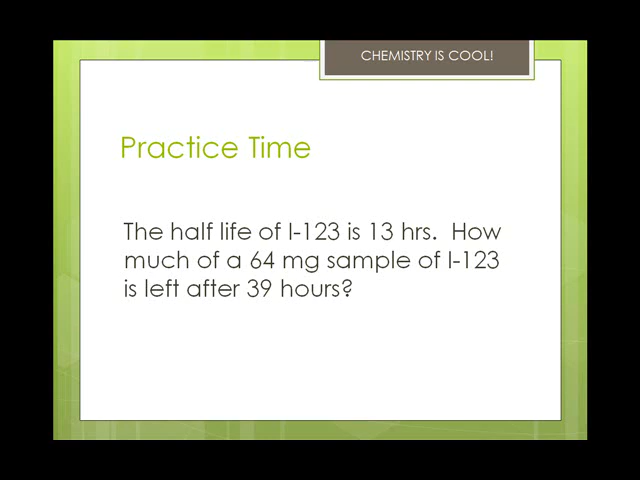 CHEMISTRY IS COOL!
Practice Time
The half life of I-123 is 13 hrs.  How
much of a 64 mg sample of I-123
is left after 39 hours?